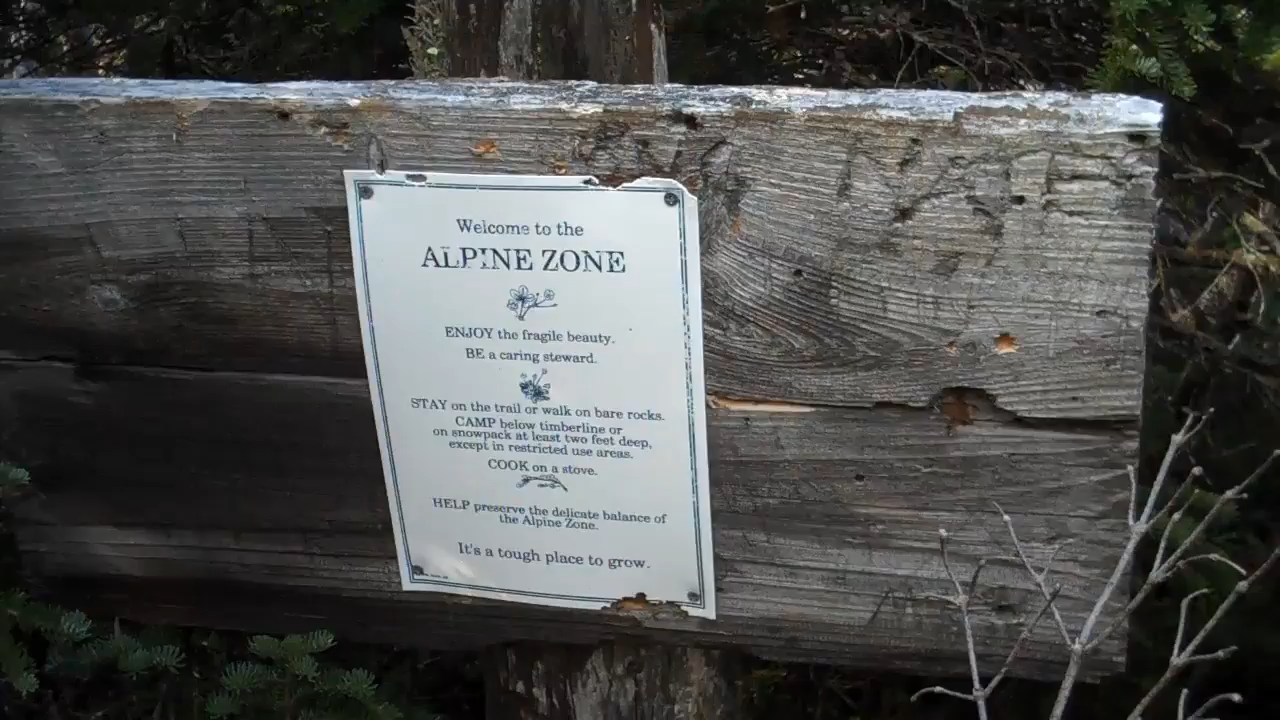 Welcome to the
ALPINE ZONE
ENJOY the fragile beauty.
BE a caring steward.
STAY on the trail or walk on bare rocks.
CAMP below timberline or
on snowpack at least two feet deep,
except in restricted use areas.
COOK on a stove.
HELP preserve the delicate balance of
the Alpine Zone.
It's a tough place to grow.